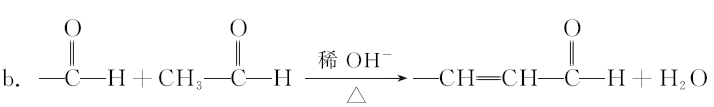 O O O
b. —C—H+CH₃—C—H 稀 OH⁻ △ —CH=CH—C—H+H₂O